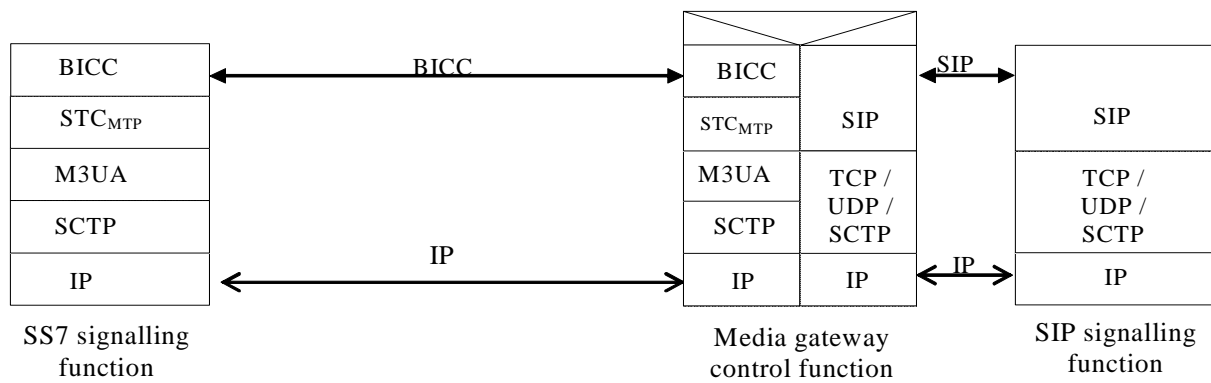 BICC
STCMTP
M3UA
SCTP
IP
SS7 signalling
function
BICC
IP
BICC
STCMTP
M3UA
SCTP
IP
SIP
TCP /
UDP /
SCTP
IP
Media gateway
control function
SIP
IP
SIP
TCP /
UDP /
SCTP
IP
SIP signalling
function